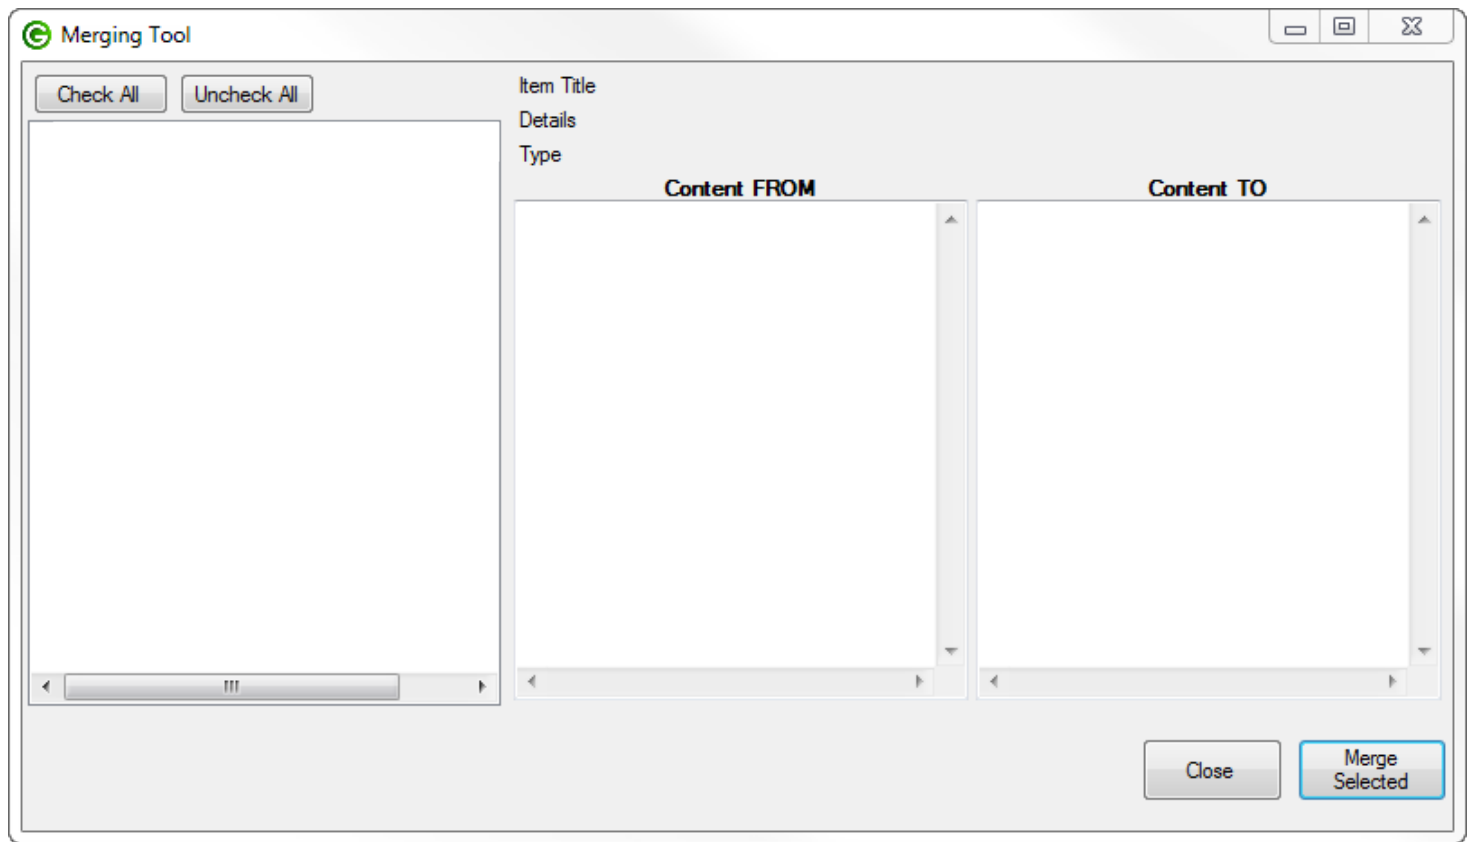 Merging Tool
Check All Uncheck All
Item Title
Details
Type
Content FROM Content TO
Close
Merge
Selected